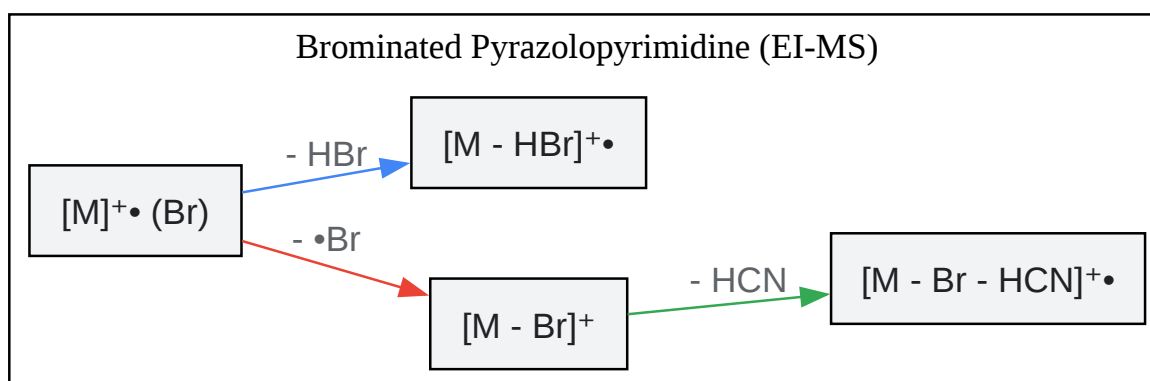 Brominated Pyrazolopyrimidine (EI-MS)
[M - HBr]⁺•
- HBr
[M]⁺• (Br)
- •Br
- HCN
[M - Br - HCN]⁺•
[M - Br]⁺